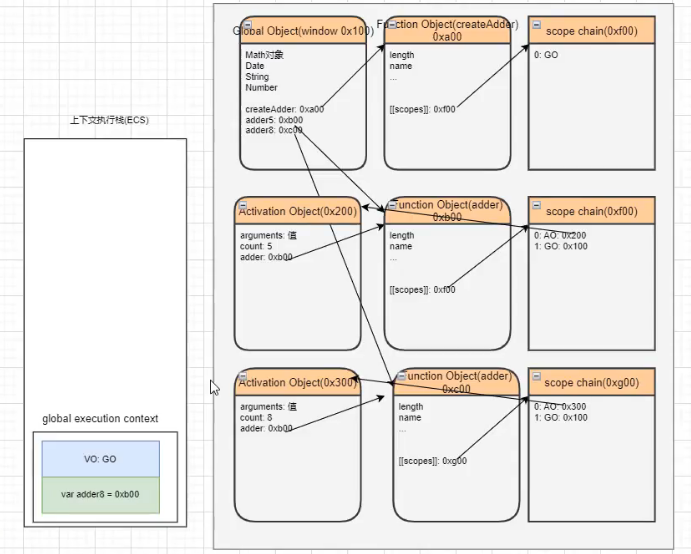 上下文执行栈(ECS)
global execution context
VO: GO
var adder8 = 0xb00
Global Object(window 0x100)
Math对象
Date
String
Number
createAdder: 0xa00
adder5: 0xb00
adder8: 0xc00
Function Object(createAdder)
0xa00
length
name
...
[[scopes]]: 0xf00
scope chain(0xf00)
0: GO
Activation Object(0x200)
arguments: 值
count: 5
adder: 0xb00
Function Object(adder)
0xb00
length
name
...
[[scopes]]: 0xf00
scope chain(0xf00)
0: AO: 0x200
1: GO: 0x100
Activation Object(0x300)
arguments: 值
count: 8
adder: 0xb00
Function Object(adder)
0xc00
length
name
...
[[scopes]]: 0xg00
scope chain(0xg00)
0: AO: 0x300
1: GO: 0x100